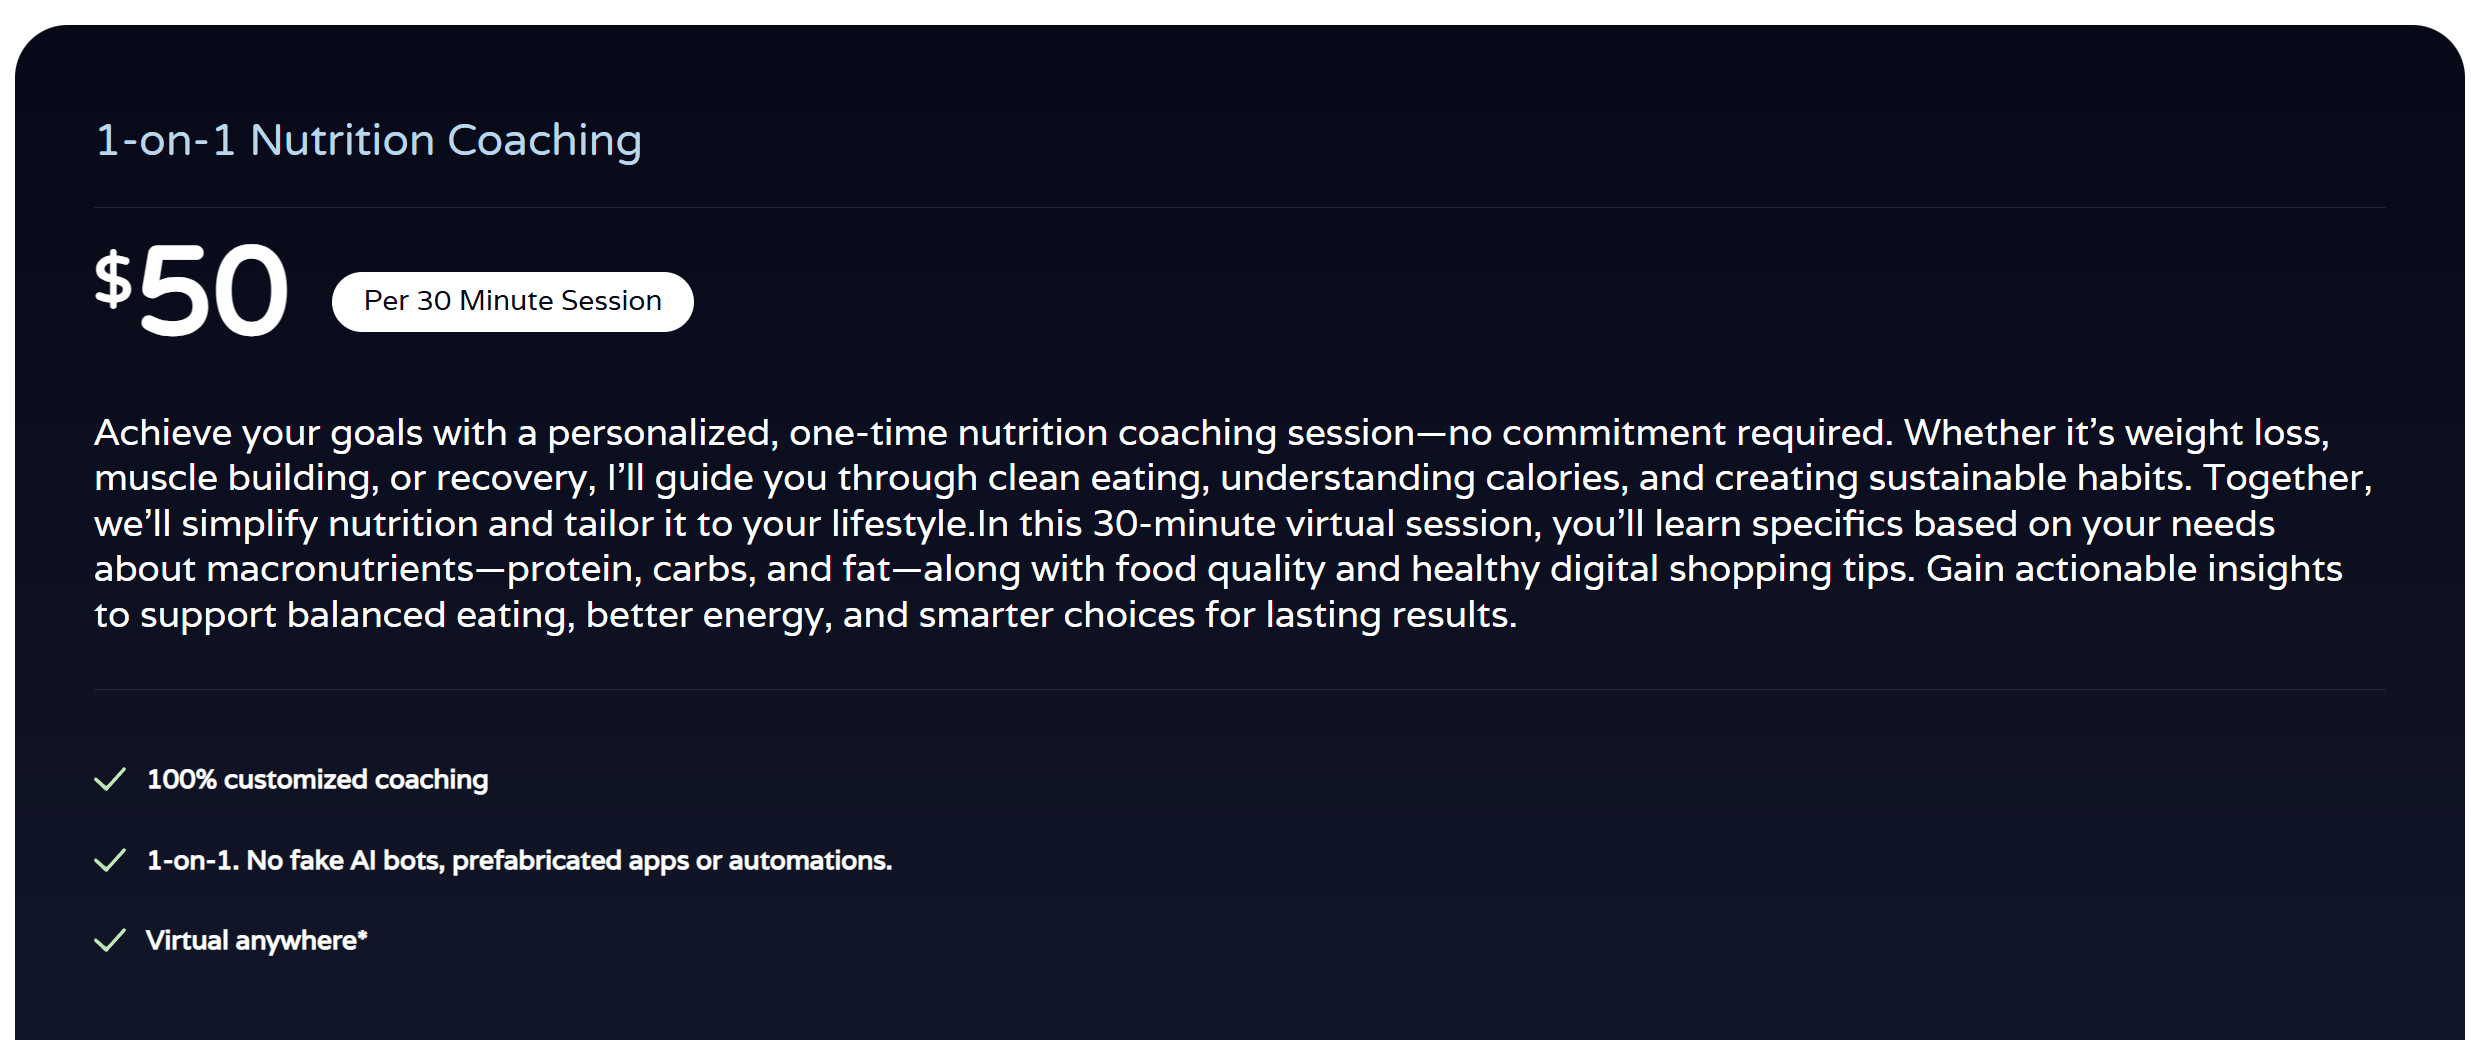 1-on-1 Nutrition Coaching
$50
Per 30 Minute Session
Achieve your goals with a personalized, one-time nutrition coaching session—no commitment required. Whether it’s weight loss,
muscle building, or recovery, I’ll guide you through clean eating, understanding calories, and creating sustainable habits. Together,
we’ll simplify nutrition and tailor it to your lifestyle.In this 30-minute virtual session, you’ll learn specifics based on your needs
about macronutrients—protein, carbs, and fat—along with food quality and healthy digital shopping tips. Gain actionable insights
to support balanced eating, better energy, and smarter choices for lasting results.
100% customized coaching
1-on-1. No fake AI bots, prefabricated apps or automations.
Virtual anywhere*